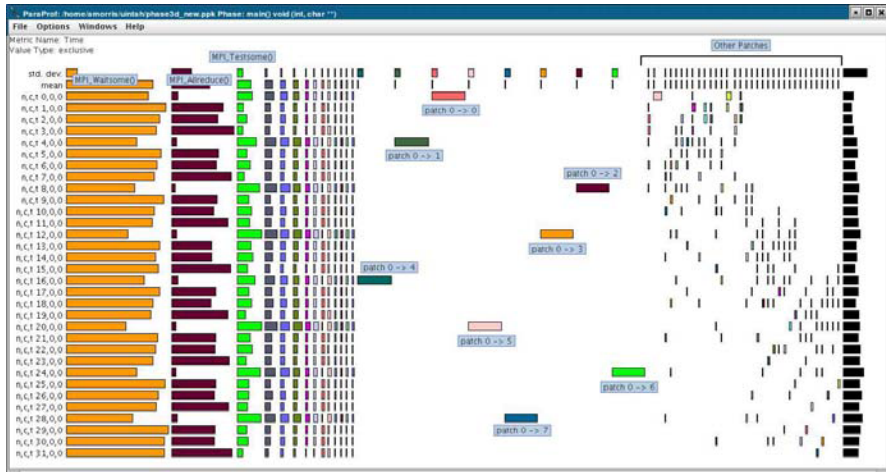 ParaProf: /home/amorris/uintah/phase3d_new.ppk Phase: main() void (int, char **)
File Options Windows Help
Metric Name: Time
Value Type: exclusive
Other Patches
MPI_Testsome()
std. dev.
MPI_Waitsome()
MPI_Allreduce()
mean
n,c,t 0,0,0
patch 0 -> 0
n,c,t 1,0,0
n,c,t 2,0,0
n,c,t 3,0,0
n,c,t 4,0,0
patch 0 -> 1
n,c,t 5,0,0
n,c,t 6,0,0
patch 0 -> 2
n,c,t 7,0,0
n,c,t 8,0,0
n,c,t 9,0,0
n,c,t 10,0,0
n,c,t 11,0,0
n,c,t 12,0,0
patch 0 -> 3
n,c,t 13,0,0
n,c,t 14,0,0
patch 0 -> 4
n,c,t 15,0,0
n,c,t 16,0,0
n,c,t 17,0,0
n,c,t 18,0,0
n,c,t 19,0,0
n,c,t 20,0,0
patch 0 -> 5
n,c,t 21,0,0
n,c,t 22,0,0
n,c,t 23,0,0
n,c,t 24,0,0
patch 0 -> 6
n,c,t 25,0,0
n,c,t 26,0,0
n,c,t 27,0,0
n,c,t 28,0,0
patch 0 -> 7
n,c,t 29,0,0
n,c,t 30,0,0
n,c,t 31,0,0